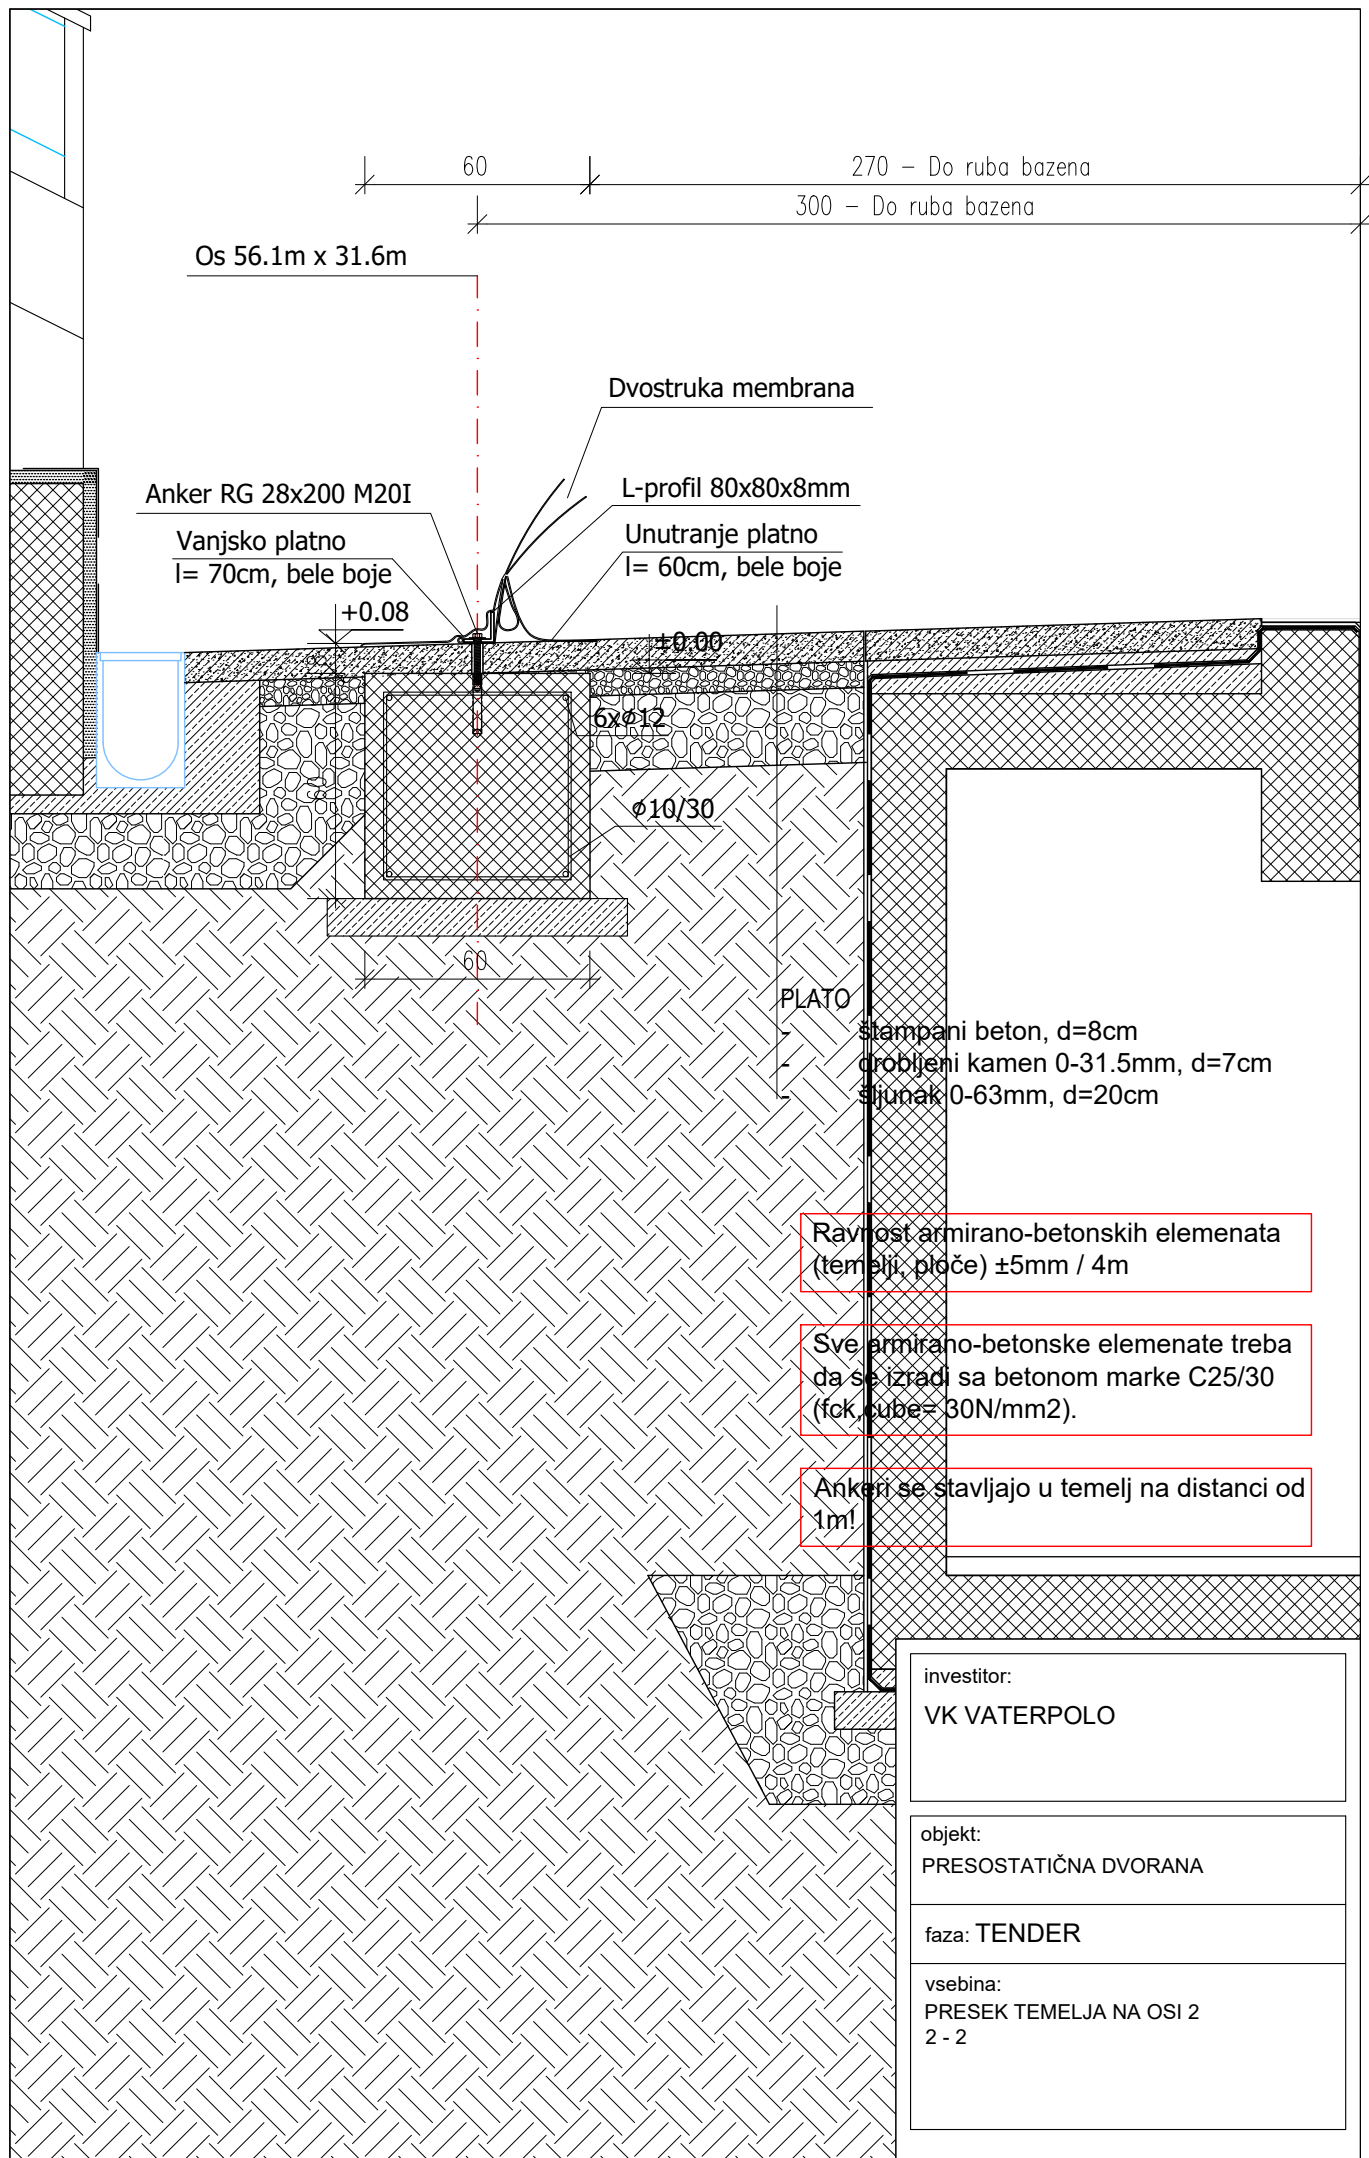 60
270 – Do ruba bazena
300 – Do ruba bazena
Os 56.1m x 31.6m
Dvostruka membrana
Anker RG 28x200 M20I
L-profil 80x80x8mm
Vanjsko platno
l= 70cm, bele boje
Unutranje platno
l= 60cm, bele boje
+0.08
±0.00
8
6xφ12
60
φ10/30
60
PLATO
- štampani beton, d=8cm
- drobljeni kamen 0-31.5mm, d=7cm
- šljunak 0-63mm, d=20cm
Ravnost armirano-betonskih elemenata
(temelji, ploče) ±5mm / 4m
Sve armirano-betonske elemenate treba
da se izradi sa betonom marke C25/30
(fck,cube= 30N/mm2).
Ankeri se stavljajo u temelj na distanci od
1m!
investitor:
VK VATERPOLO
objekt:
PRESOSTATIČNA DVORANA
faza: TENDER
vsebina:
PRESEK TEMELJA NA OSI 2
2 - 2